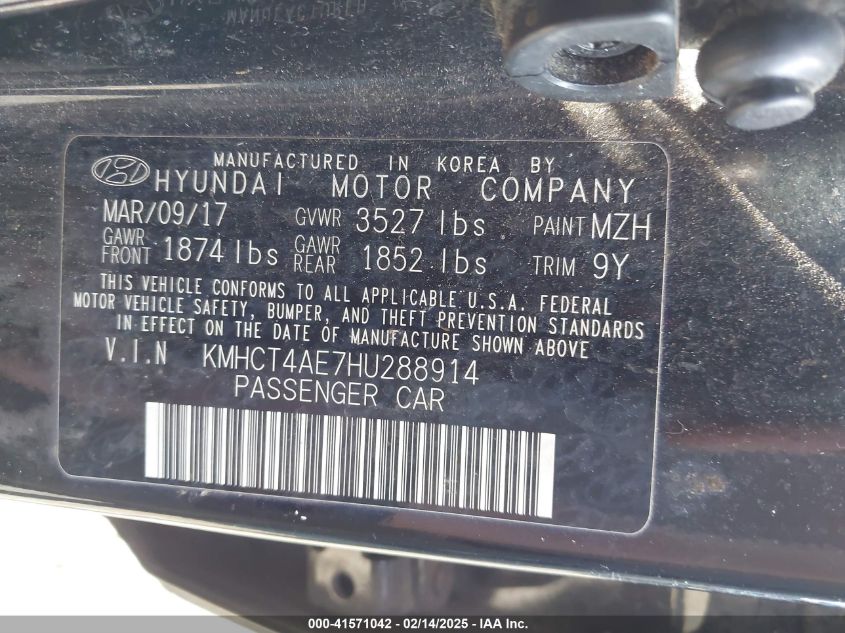 MANUFACTURED IN KOREA BY
HYUNDAI MOTOR COMPANY
MAR/09/17 GVWR 3527 lbs PAINT MZH
GAWR FRONT 1874 lbs GAWR REAR 1852 lbs TRIM 9Y
THIS VEHICLE CONFORMS TO ALL APPLICABLE U.S.A. FEDERAL
MOTOR VEHICLE SAFETY, BUMPER, AND THEFT PREVENTION STANDARDS
IN EFFECT ON THE DATE OF MANUFACTURE SHOWN ABOVE
V.I.N KMHCT4AE7HU288914
PASSENGER CAR
000-41571042 / 02/14/2025 - IAA Inc.